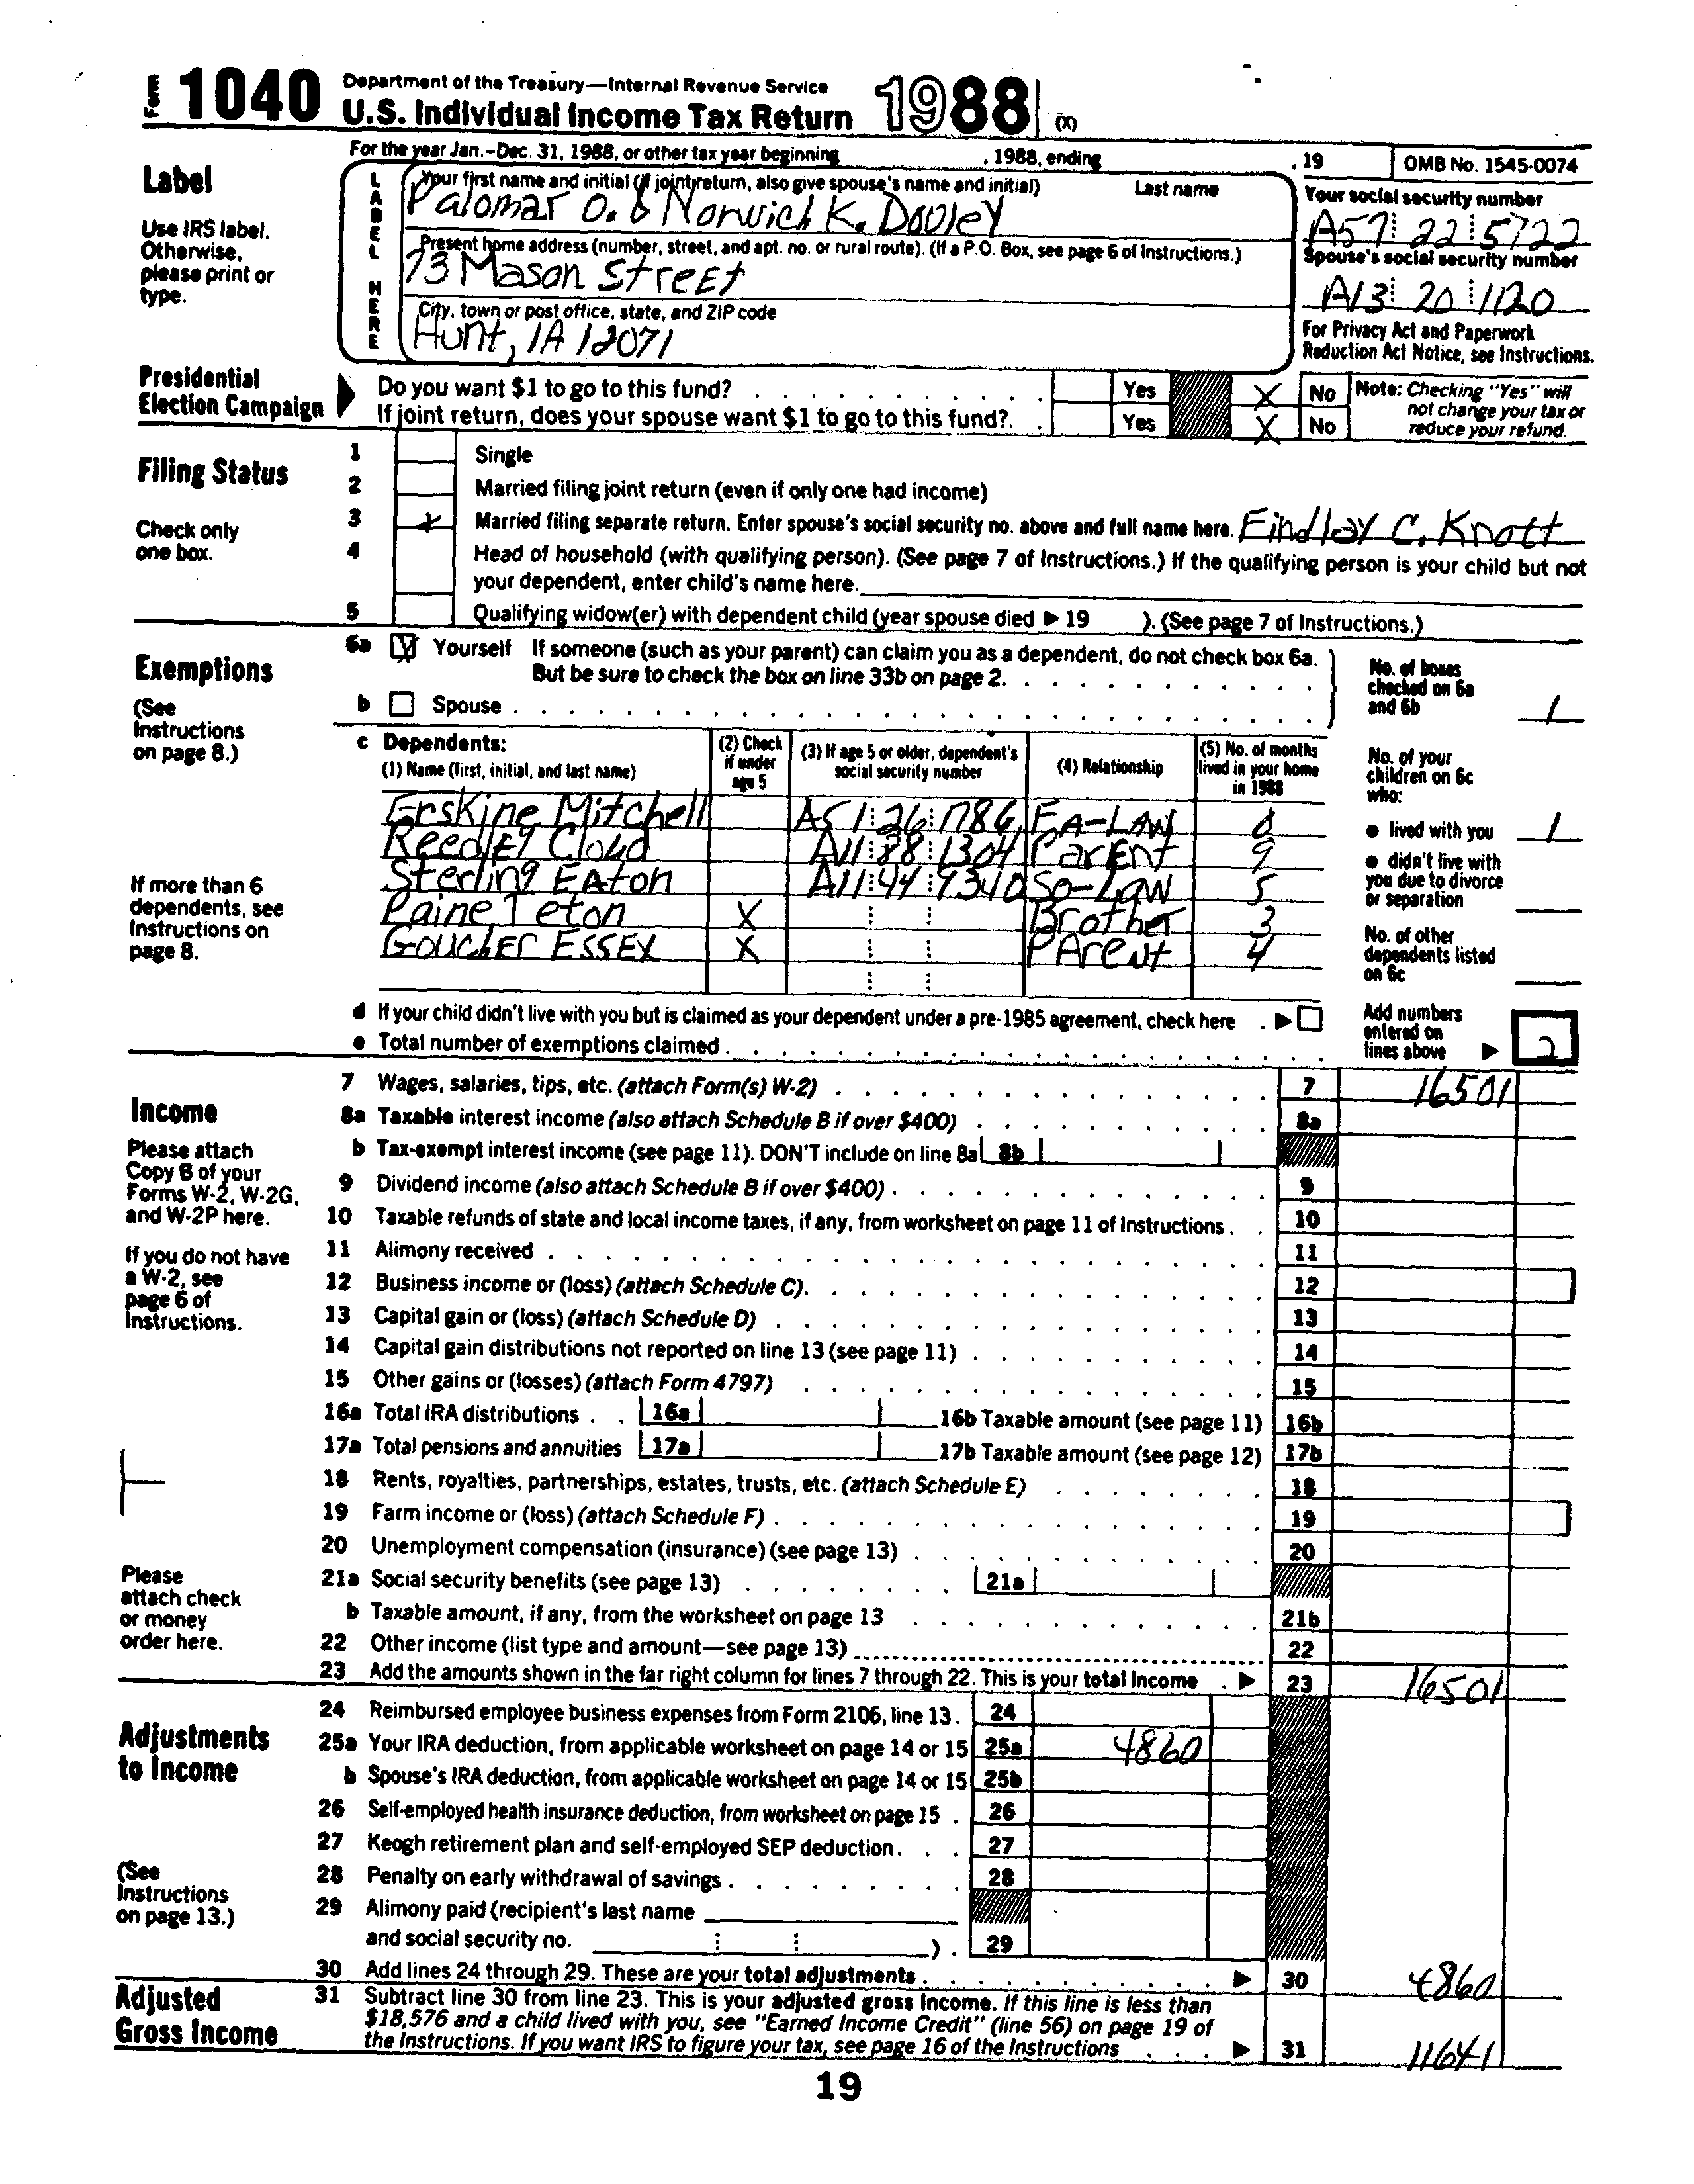 Form 1040 Department of the Treasury—Internal Revenue Service
U.S. Individual Income Tax Return 1988 (X)
For the year Jan.–Dec. 31, 1988, or other tax year beginning , 1988, ending , 19 OMB No. 1545-0074
Label
LABEL HERE
Use IRS label. Otherwise, please print or type.
Your first name and initial (if joint return, also give spouse's name and initial) Last name
Palomar O. & Norwich K. Dooley
Your social security number
A57 22 5722
Present home address (number, street, and apt. no. or rural route). (If a P.O. Box, see page 6 of Instructions.)
73 Mason Street
Spouse's social security number
A13 20 1120
City, town or post office, state, and ZIP code
Hunt, IA 12071
For Privacy Act and Paperwork Reduction Act Notice, see Instructions.
Presidential Election Campaign
Do you want $1 to go to this fund? Yes X No
If joint return, does your spouse want $1 to go to this fund? Yes X No
Note: Checking "Yes" will not change your tax or reduce your refund.
Filing Status
Check only one box.
1 Single
2 Married filing joint return (even if only one had income)
3 X Married filing separate return. Enter spouse's social security no. above and full name here. Findlay C. Knott
4 Head of household (with qualifying person). (See page 7 of Instructions.) If the qualifying person is your child but not
your dependent, enter child's name here.
5 Qualifying widow(er) with dependent child (year spouse died ▶ 19 ). (See page 7 of Instructions.)
Exemptions
(See Instructions on page 8.)
6a X Yourself If someone (such as your parent) can claim you as a dependent, do not check box 6a.
But be sure to check the box on line 33b on page 2.
b Spouse
No. of boxes checked on 6a and 6b 1
c Dependents:
(1) Name (first, initial, and last name) (2) Check if under age 5 (3) If age 5 or older, dependent's social security number (4) Relationship (5) No. of months lived in your home in 1988
Erskine Mitchell A51 26 1786 FA-LAW 0
Reedley Cloud A11 88 1304 Parent 9
Sterling Eaton A11 44 9340 SO-Law 5
Paine Teton X Brother 3
Goucher Essex X Parent 4
If more than 6 dependents, see Instructions on page 8.
No. of your children on 6c who:
● lived with you 1
● didn't live with you due to divorce or separation
No. of other dependents listed on 6c
d If your child didn't live with you but is claimed as your dependent under a pre-1985 agreement, check here ▶
e Total number of exemptions claimed
Add numbers entered on lines above ▶ 2
Income
Please attach Copy B of your Forms W-2, W-2G, and W-2P here.
If you do not have a W-2, see page 6 of Instructions.
Please attach check or money order here.
7 Wages, salaries, tips, etc. (attach Form(s) W-2) 7 16501
8a Taxable interest income (also attach Schedule B if over $400) 8a
b Tax-exempt interest income (see page 11). DON'T include on line 8a 8b
9 Dividend income (also attach Schedule B if over $400) 9
10 Taxable refunds of state and local income taxes, if any, from worksheet on page 11 of Instructions 10
11 Alimony received 11
12 Business income or (loss) (attach Schedule C) 12
13 Capital gain or (loss) (attach Schedule D) 13
14 Capital gain distributions not reported on line 13 (see page 11) 14
15 Other gains or (losses) (attach Form 4797) 15
16a Total IRA distributions 16a 16b Taxable amount (see page 11) 16b
17a Total pensions and annuities 17a 17b Taxable amount (see page 12) 17b
18 Rents, royalties, partnerships, estates, trusts, etc. (attach Schedule E) 18
19 Farm income or (loss) (attach Schedule F) 19
20 Unemployment compensation (insurance) (see page 13) 20
21a Social security benefits (see page 13) 21a
b Taxable amount, if any, from the worksheet on page 13 21b
22 Other income (list type and amount—see page 13) 22
23 Add the amounts shown in the far right column for lines 7 through 22. This is your total income ▶ 23 16501
Adjustments to Income
(See Instructions on page 13.)
24 Reimbursed employee business expenses from Form 2106, line 13 24
25a Your IRA deduction, from applicable worksheet on page 14 or 15 25a 4860
b Spouse's IRA deduction, from applicable worksheet on page 14 or 15 25b
26 Self-employed health insurance deduction, from worksheet on page 15 26
27 Keogh retirement plan and self-employed SEP deduction 27
28 Penalty on early withdrawal of savings 28
29 Alimony paid (recipient's last name
and social security no. ) 29
30 Add lines 24 through 29. These are your total adjustments ▶ 30 4860
Adjusted Gross Income
31 Subtract line 30 from line 23. This is your adjusted gross income. If this line is less than
$18,576 and a child lived with you, see "Earned Income Credit" (line 56) on page 19 of
the Instructions. If you want IRS to figure your tax, see page 16 of the Instructions ▶ 31 11641
19